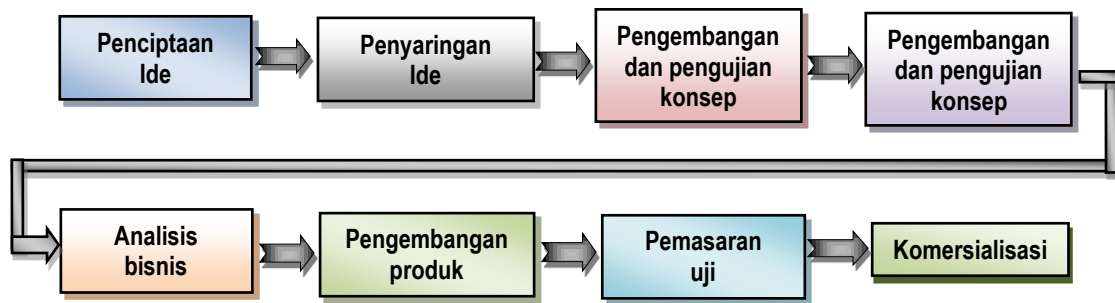 Penciptaan
Ide
Penyaringan
Ide
Pengembangan
dan pengujian
konsep
Pengembangan
dan pengujian
konsep
Analisis
bisnis
Pengembangan
produk
Pemasaran
uji
Komersialisasi